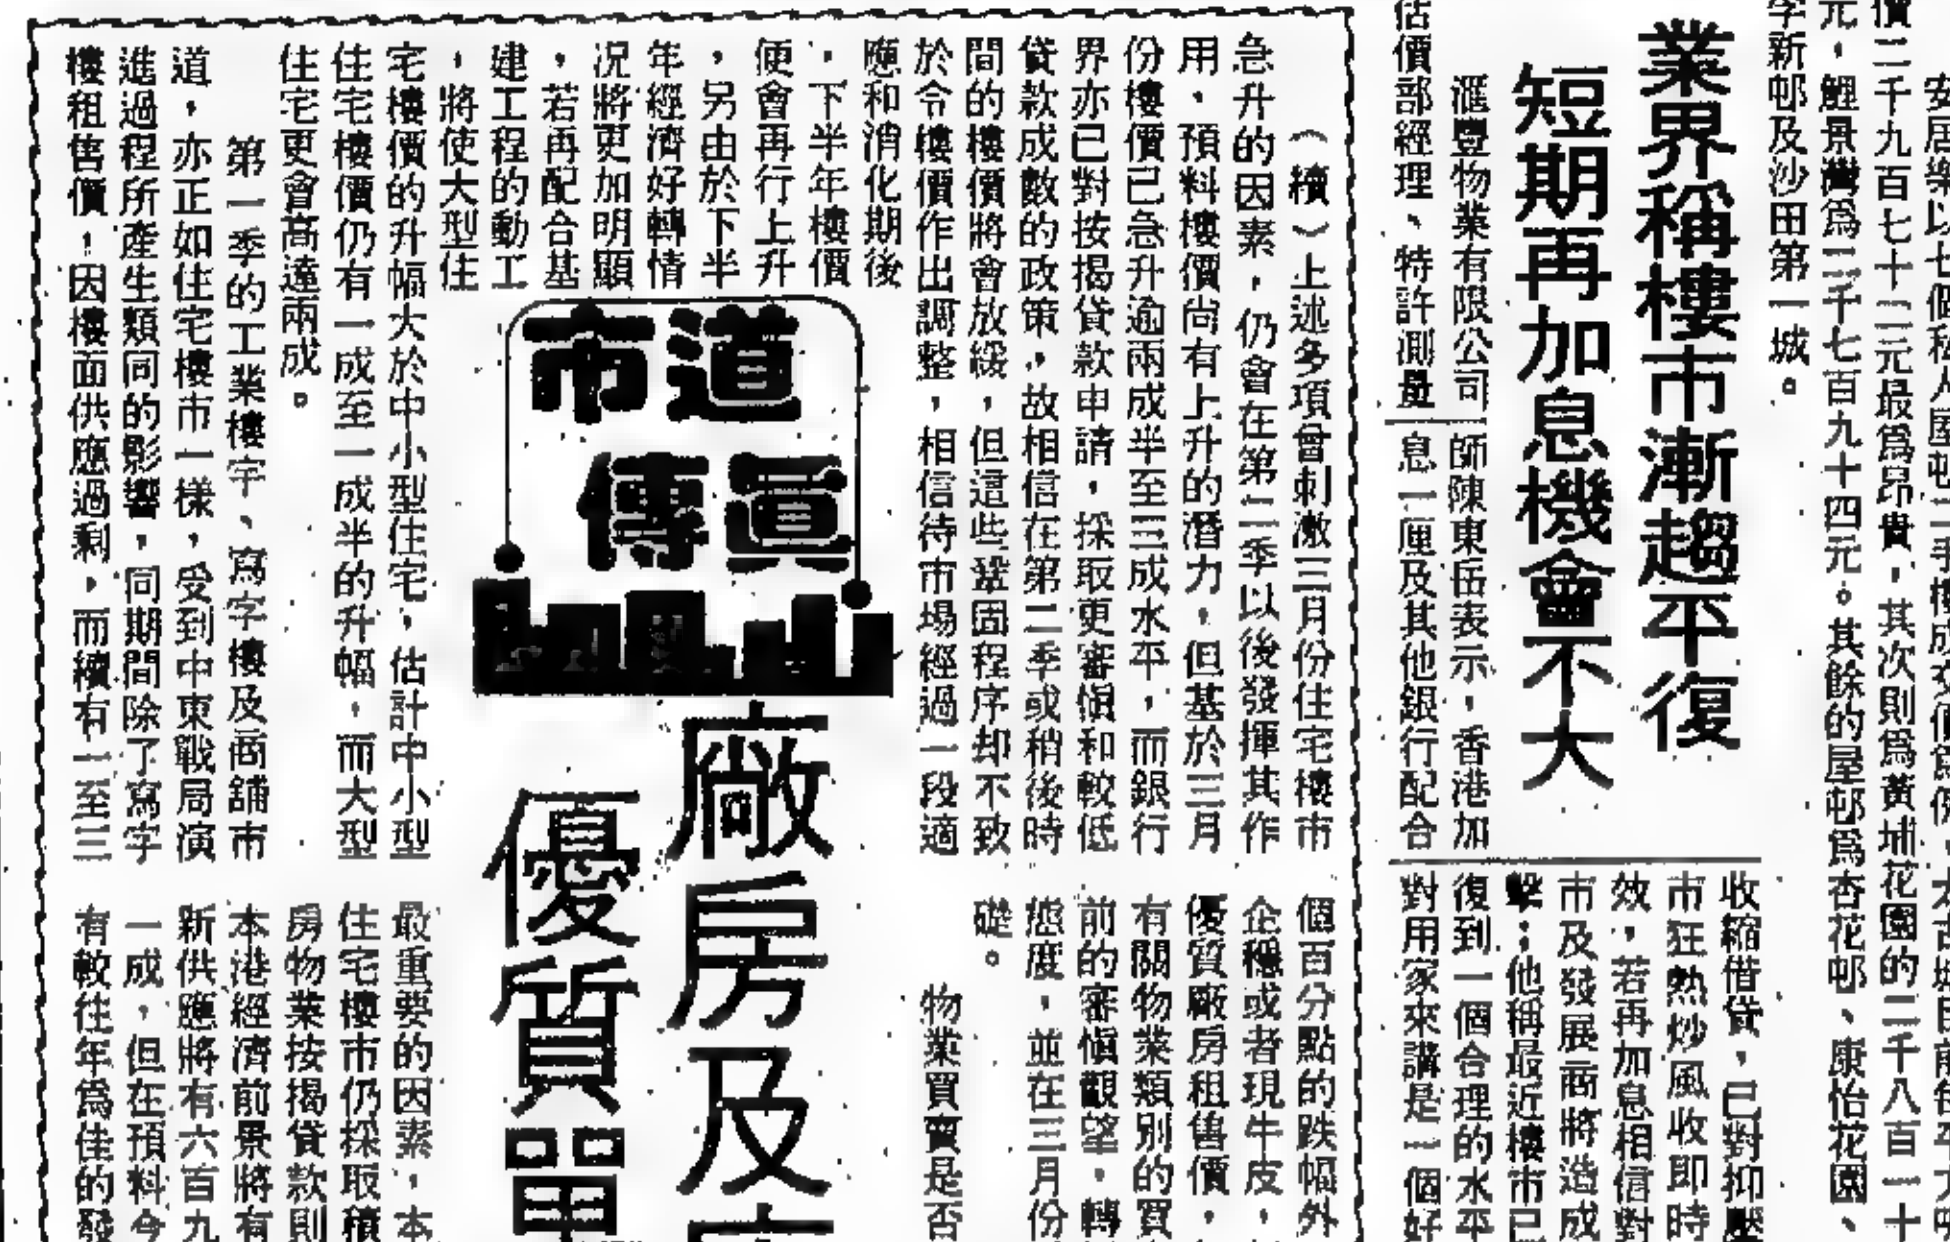 安居樂以七個私人屋邨二手樓成交價為
價二千九百七十二元最為昂貴，其次則為黃埔花園的二千八百一十
元，鯉景灣為二千七百九十四元。其餘的屋邨為杏花邨、康怡花園、
字新邨及沙田第一城。
業界稱樓市漸趨平復
短期再加息機會不大
滙豐物業有限公司
估價部經理、特許測量
師陳東岳表示，香港加
息一厘及其他銀行配合
收縮借貸，已對抑壓
市狂熱炒風收即時
效，若再加息相信對
市及發展商將造成
擊；他稱最近樓市已
復到一個合理的水平
對用家來講是一個好
（續）上述多項會刺激三月份住宅樓市
急升的因素，仍會在第二季以後發揮其作
用，預料樓價尚有上升的潛力，但基於三月
份樓價已急升逾兩成半至三成水平，而銀行
界亦已對按揭貸款申請，採取更審慎和較低
貸款成數的政策，故相信在第二季或稍後時
間的樓價將會放緩，但這些鞏固程序却不致
於令樓價作出調整，相信待市場經過一段適
應和消化期後
，下半年樓價
便會再行上升
，另由於下半
年經濟好轉情
況將更加明顯
，若再配合基
建工程的動工
，將使大型住
宅樓價的升幅大於中小型住宅，估計中小型
住宅樓價仍有一成至一成半的升幅，而大型
住宅更會高達兩成。
第一季的工業樓宇、寫字樓及商舖市
道，亦正如住宅樓市一樣，受到中東戰局演
進過程所產生類同的影響，同期間除了寫字
樓租售價，因樓面供應過剩，而續有一至三
市道
傳真
廠房及
優質單
個百分點的跌幅外
企穩或者現牛皮，
優質廠房租售價，
有關物業類別的買
前的審慎觀望，轉
態度，並在三月份
礎。
物業買賣是否
最重要的因素，本
住宅樓市仍採取積
房物業按揭貸款則
本港經濟前景將有
新供應將有六百九
一成，但在預料今
有較往年為佳的發